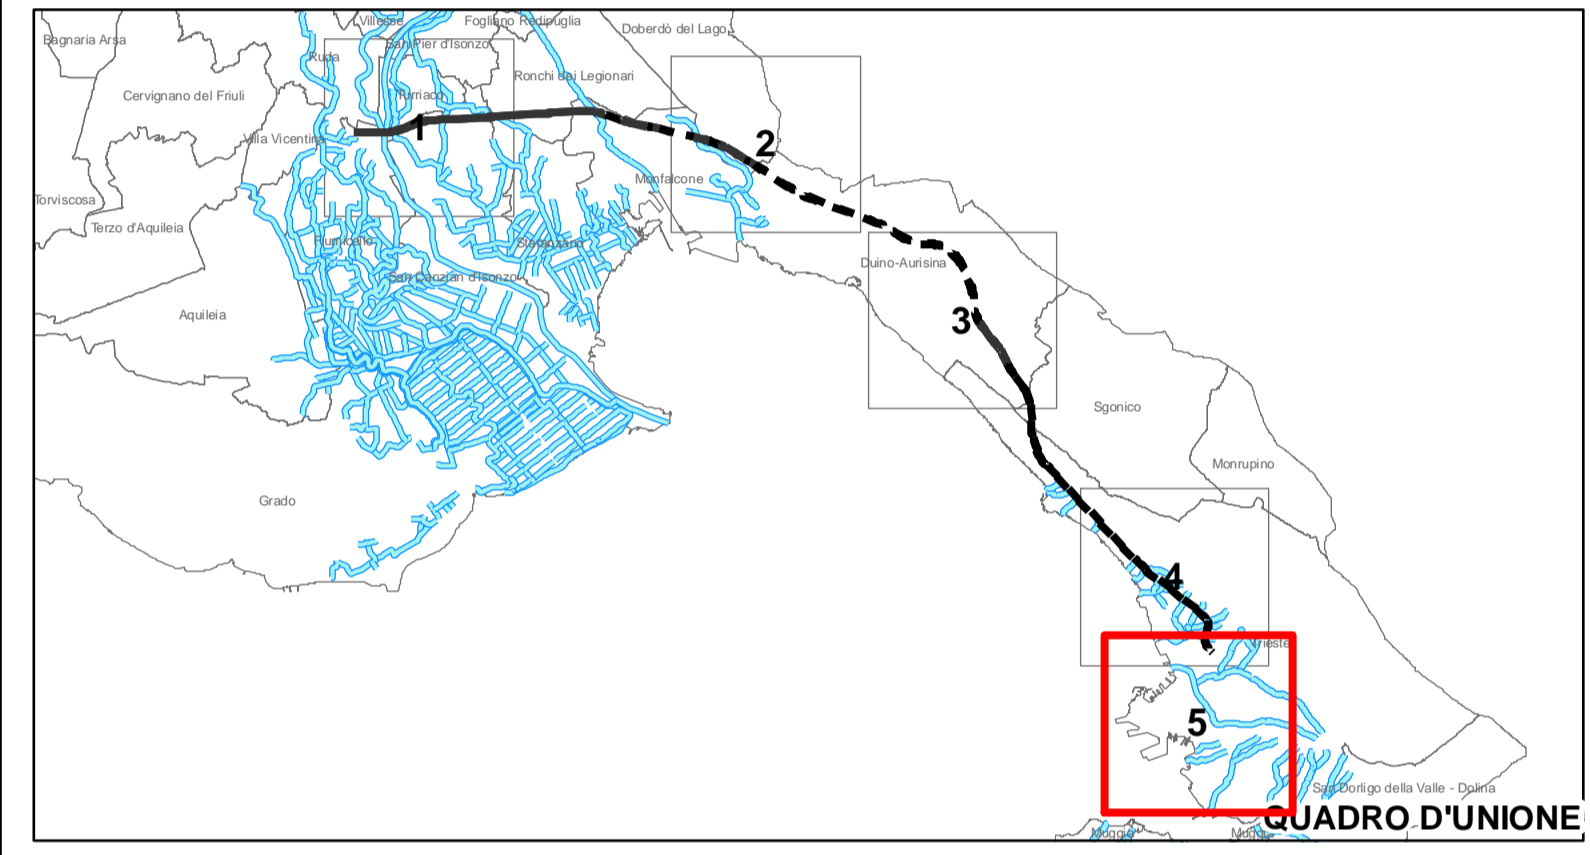 Villesse
Fogliano Redipuglia
Doberdò del Lago
Bagnaria Arsa
San Pier d'Isonzo
Ruda
Ronchi dei Legionari
Cervignano del Friuli
Turriaco
1
Villa Vicentina
2
Monfalcone
Torviscosa
Terzo d'Aquileia
Fiumicello
Staranzano
Duino-Aurisina
San Canzian d'Isonzo
Aquileia
3
Sgonico
Monrupino
Grado
4
Trieste
5
San Dorligo della Valle - Dolina
QUADRO D'UNIONE
Muggia
Muggia